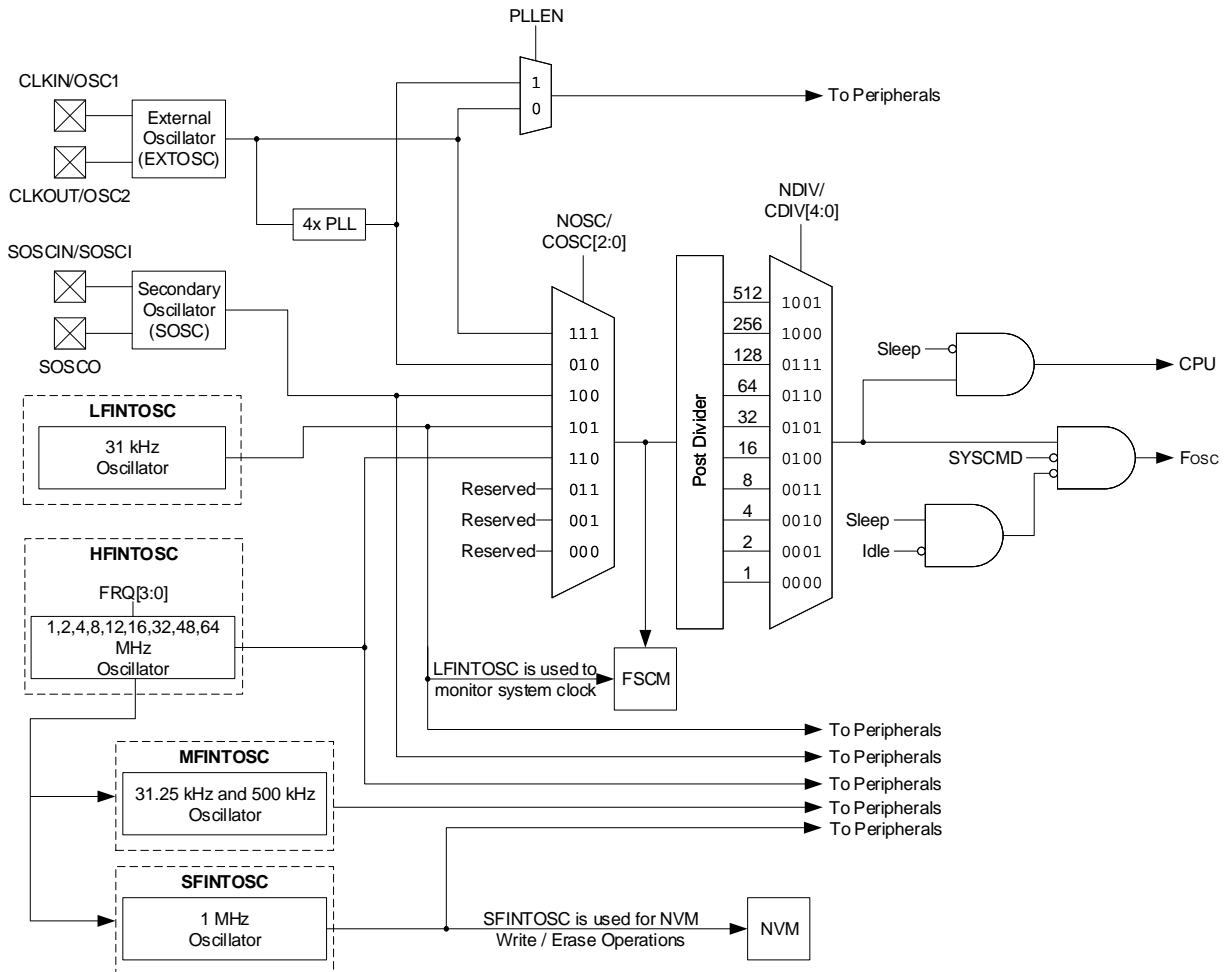 PLLEN
CLKIN/OSC1
1
0
To Peripherals
External
Oscillator
(EXTOSC)
CLKOUT/OSC2
4x PLL
NOSC/
COSC[2:0]
NDIV/
CDIV[4:0]
SOSCIN/SOSCI
Secondary
Oscillator
(SOSC)
SOSCO
111
010
100
101
110
Reserved
011
Reserved
001
Reserved
000
Post Divider
512
1001
256
1000
128
0111
64
0110
32
0101
16
0100
8
0011
4
0010
2
0001
1
0000
Sleep
CPU
SYSCMD
Fosc
Sleep
Idle
LFINTOSC
31 kHz
Oscillator
HFINTOSC
FRQ[3:0]
1,2,4,8,12,16,32,48,64
MHz
Oscillator
LFINTOSC is used to
monitor system clock
FSCM
To Peripherals
To Peripherals
To Peripherals
To Peripherals
To Peripherals
MFINTOSC
31.25 kHz and 500 kHz
Oscillator
SFINTOSC
1 MHz
Oscillator
SFINTOSC is used for NVM
Write / Erase Operations
NVM